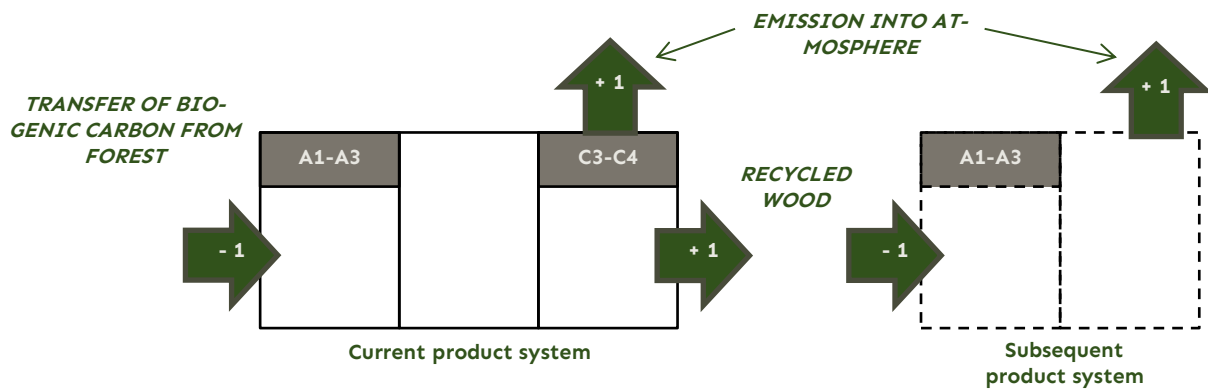 EMISSION INTO AT-
MOSPHERE
+ 1
+ 1
TRANSFER OF BIO-
GENIC CARBON FROM
FOREST
A1-A3
C3-C4
RECYCLED
WOOD
A1-A3
- 1
+ 1
- 1
Current product system
Subsequent
product system